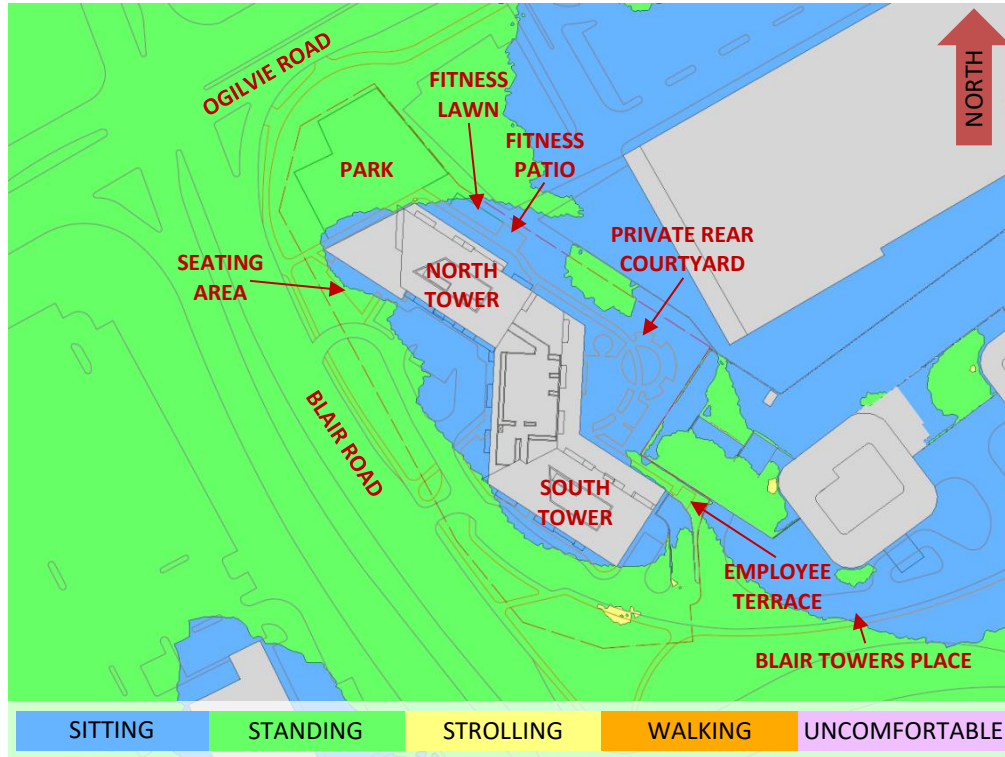 OGILVIE ROAD
NORTH
FITNESS
LAWN
FITNESS
PATIO
PARK
PRIVATE REAR
COURTYARD
SEATING
AREA
NORTH
TOWER
BLAIR ROAD
SOUTH
TOWER
EMPLOYEE
TERRACE
BLAIR TOWERS PLACE
SITTING
STANDING
STROLLING
WALKING
UNCOMFORTABLE